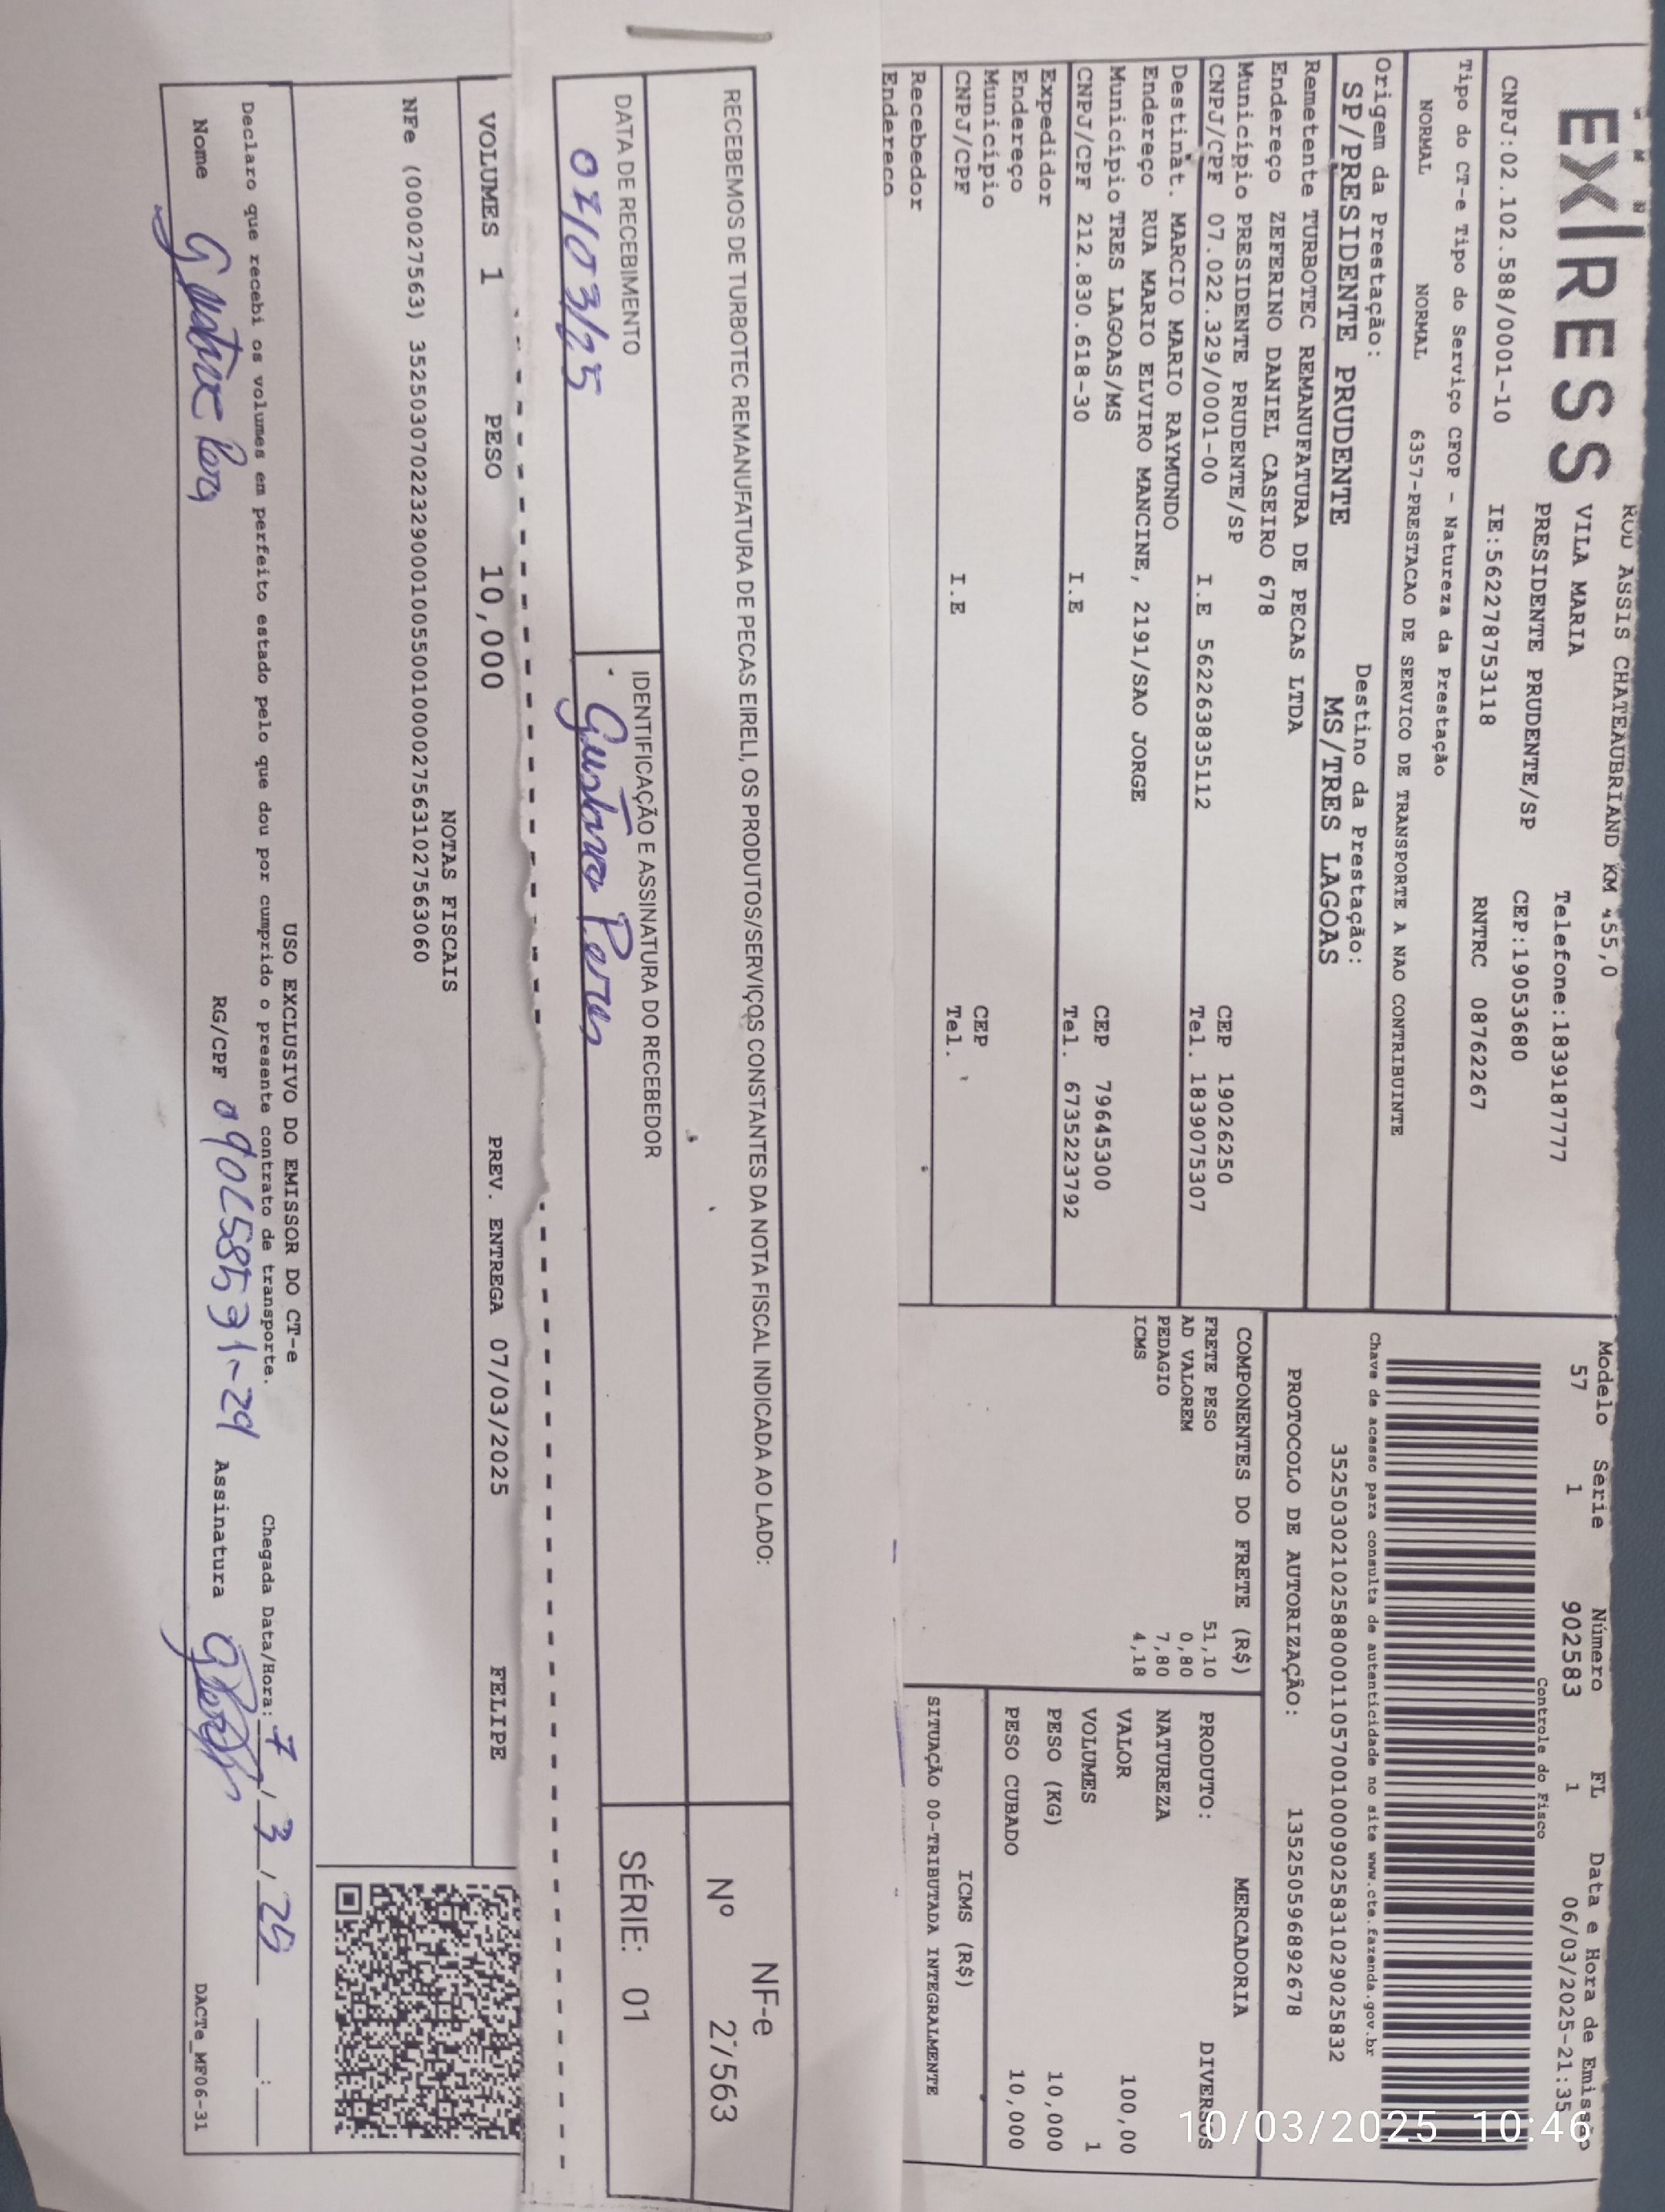 EXPRESS
ROD ASSIS CHATEAUBRIAND KM 455,0
VILA MARIA Telefone:1839187777
PRESIDENTE PRUDENTE/SP CEP:19053680
CNPJ:02.102.588/0001-10 IE:562278753118 RNTRC 08762267
Tipo do CT-e Tipo do Serviço CFOP - Natureza da Prestação
NORMAL NORMAL 6357-PRESTACAO DE SERVICO DE TRANSPORTE A NAO CONTRIBUINTE
Origem da Prestação: Destino da Prestação:
SP/PRESIDENTE PRUDENTE MS/TRES LAGOAS
Remetente TURBOTEC REMANUFATURA DE PECAS LTDA
Endereço ZEFERINO DANIEL CASEIRO 678
Município PRESIDENTE PRUDENTE/SP CEP 19026250
CNPJ/CPF 07.022.329/0001-00 I.E 562263835112 Tel. 1839075307
Destinat. MARCIO MARIO RAYMUNDO
Endereço RUA MARIO ELVIRO MANCINE, 2191/SAO JORGE
Município TRES LAGOAS/MS CEP 79645300
CNPJ/CPF 212.830.618-30 I.E Tel. 6735223792
Expedidor
Endereço
Município CEP
CNPJ/CPF I.E Tel.
Recebedor
Endereço
Modelo Série Número FL Data e Hora de Emissão
57 1 902583 1 06/03/2025-21:35
Controle do Fisco
Chave de acesso para consulta de autenticidade no site www.cte.fazenda.gov.br
35250302102588000110570010009025831029025832
PROTOCOLO DE AUTORIZAÇÃO: 135250596892678
COMPONENTES DO FRETE (R$)
FRETE PESO 51,10
AD VALOREM 0,80
PEDAGIO 7,80
ICMS 4,18
MERCADORIA
PRODUTO: DIVERSOS
NATUREZA
VALOR 100,00
VOLUMES 1
PESO (KG) 10,000
PESO CUBADO 10,000
ICMS (R$)
SITUAÇÃO 00-TRIBUTADA INTEGRALMENTE
RECEBEMOS DE TURBOTEC REMANUFATURA DE PECAS EIRELI, OS PRODUTOS/SERVIÇOS CONSTANTES DA NOTA FISCAL INDICADA AO LADO:
DATA DE RECEBIMENTO
07/03/25
IDENTIFICAÇÃO E ASSINATURA DO RECEBEDOR
Gustavo Peres
NF-e
Nº 27563
SÉRIE: 01
VOLUMES 1 PESO 10,000 PREV. ENTREGA 07/03/2025 FELIPE
NOTAS FISCAIS
NFe (000027563) 35250307022329000100550010000275631027563060
USO EXCLUSIVO DO EMISSOR DO CT-e
Declaro que recebi os volumes em perfeito estado pelo que dou por cumprido o presente contrato de transporte.
Chegada Data/Hora: 7 / 3 / 25 __:__
Nome Gustavo Peres RG/CPF Assinatura
DACTe_MF06-31
10/03/2025 10:46